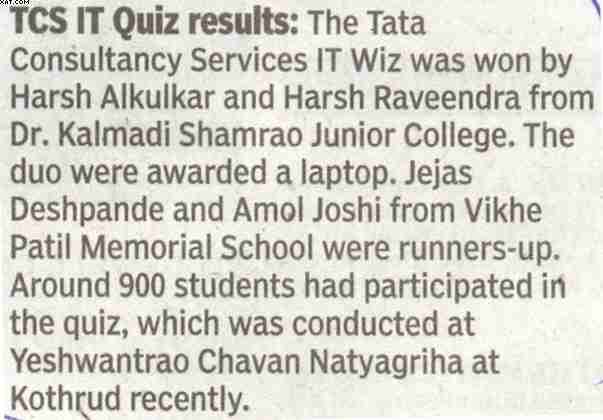 XAT.COM
TCS IT Quiz results: The Tata
Consultancy Services IT Wiz was won by
Harsh Alkulkar and Harsh Raveendra from
Dr. Kalmadi Shamrao Junior College. The
duo were awarded a laptop. Jejas
Deshpande and Amol Joshi from Vikhe
Patil Memorial School were runners-up.
Around 900 students had participated in
the quiz, which was conducted at
Yeshwantrao Chavan Natyagriha at
Kothrud recently.